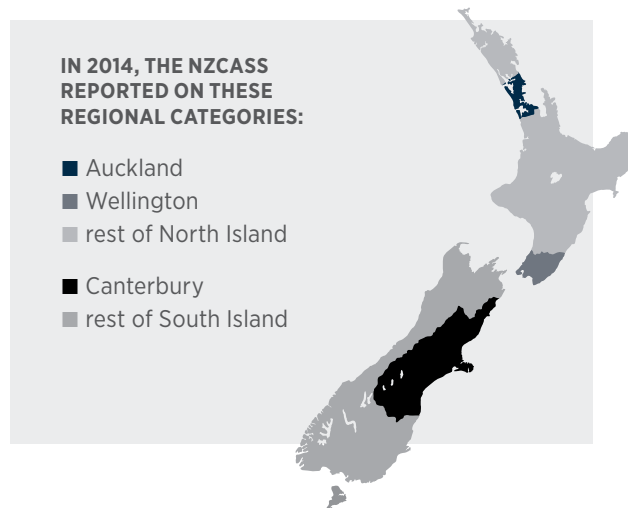 IN 2014, THE NZCASS
REPORTED ON THESE
REGIONAL CATEGORIES:
Auckland
Wellington
rest of North Island
Canterbury
rest of South Island